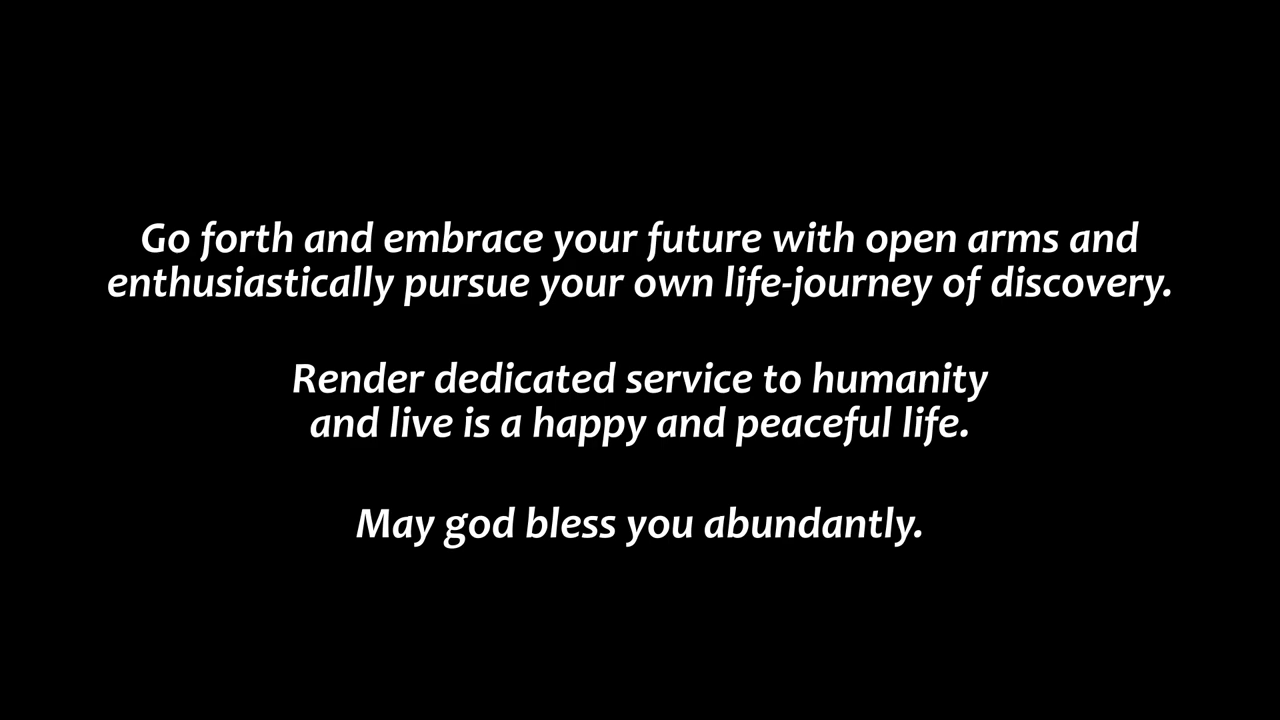 Go forth and embrace your future with open arms and
enthusiastically pursue your own life-journey of discovery.
Render dedicated service to humanity
and live is a happy and peaceful life.
May god bless you abundantly.